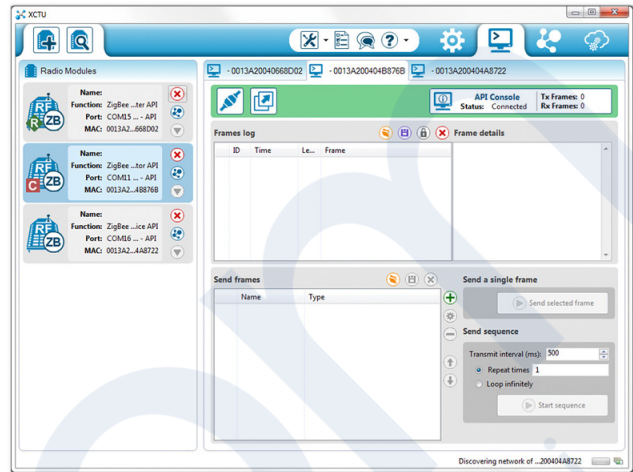 XCTU
Radio Modules
Name:
Function: ZigBee ...ter API
Port: COM15 ... - API
MAC: 0013A2...668D02
R ZB
Name:
Function: ZigBee ...tor API
Port: COM11 ... - API
MAC: 0013A2...4B876B
C ZB
Name:
Function: ZigBee ...ice API
Port: COM16 ... - API
MAC: 0013A2...4A8722
ZB
- 0013A20040668D02
- 0013A200404B876B
- 0013A200404A8722
API Console
Status: Connected
Tx Frames: 0
Rx Frames: 0
Frames log
ID Time Le... Frame
Frame details
Send frames
Name Type
Send a single frame
Send selected frame
Send sequence
Transmit interval (ms): 500
Repeat times 1
Loop infinitely
Start sequence
Discovering network of ...200404A8722